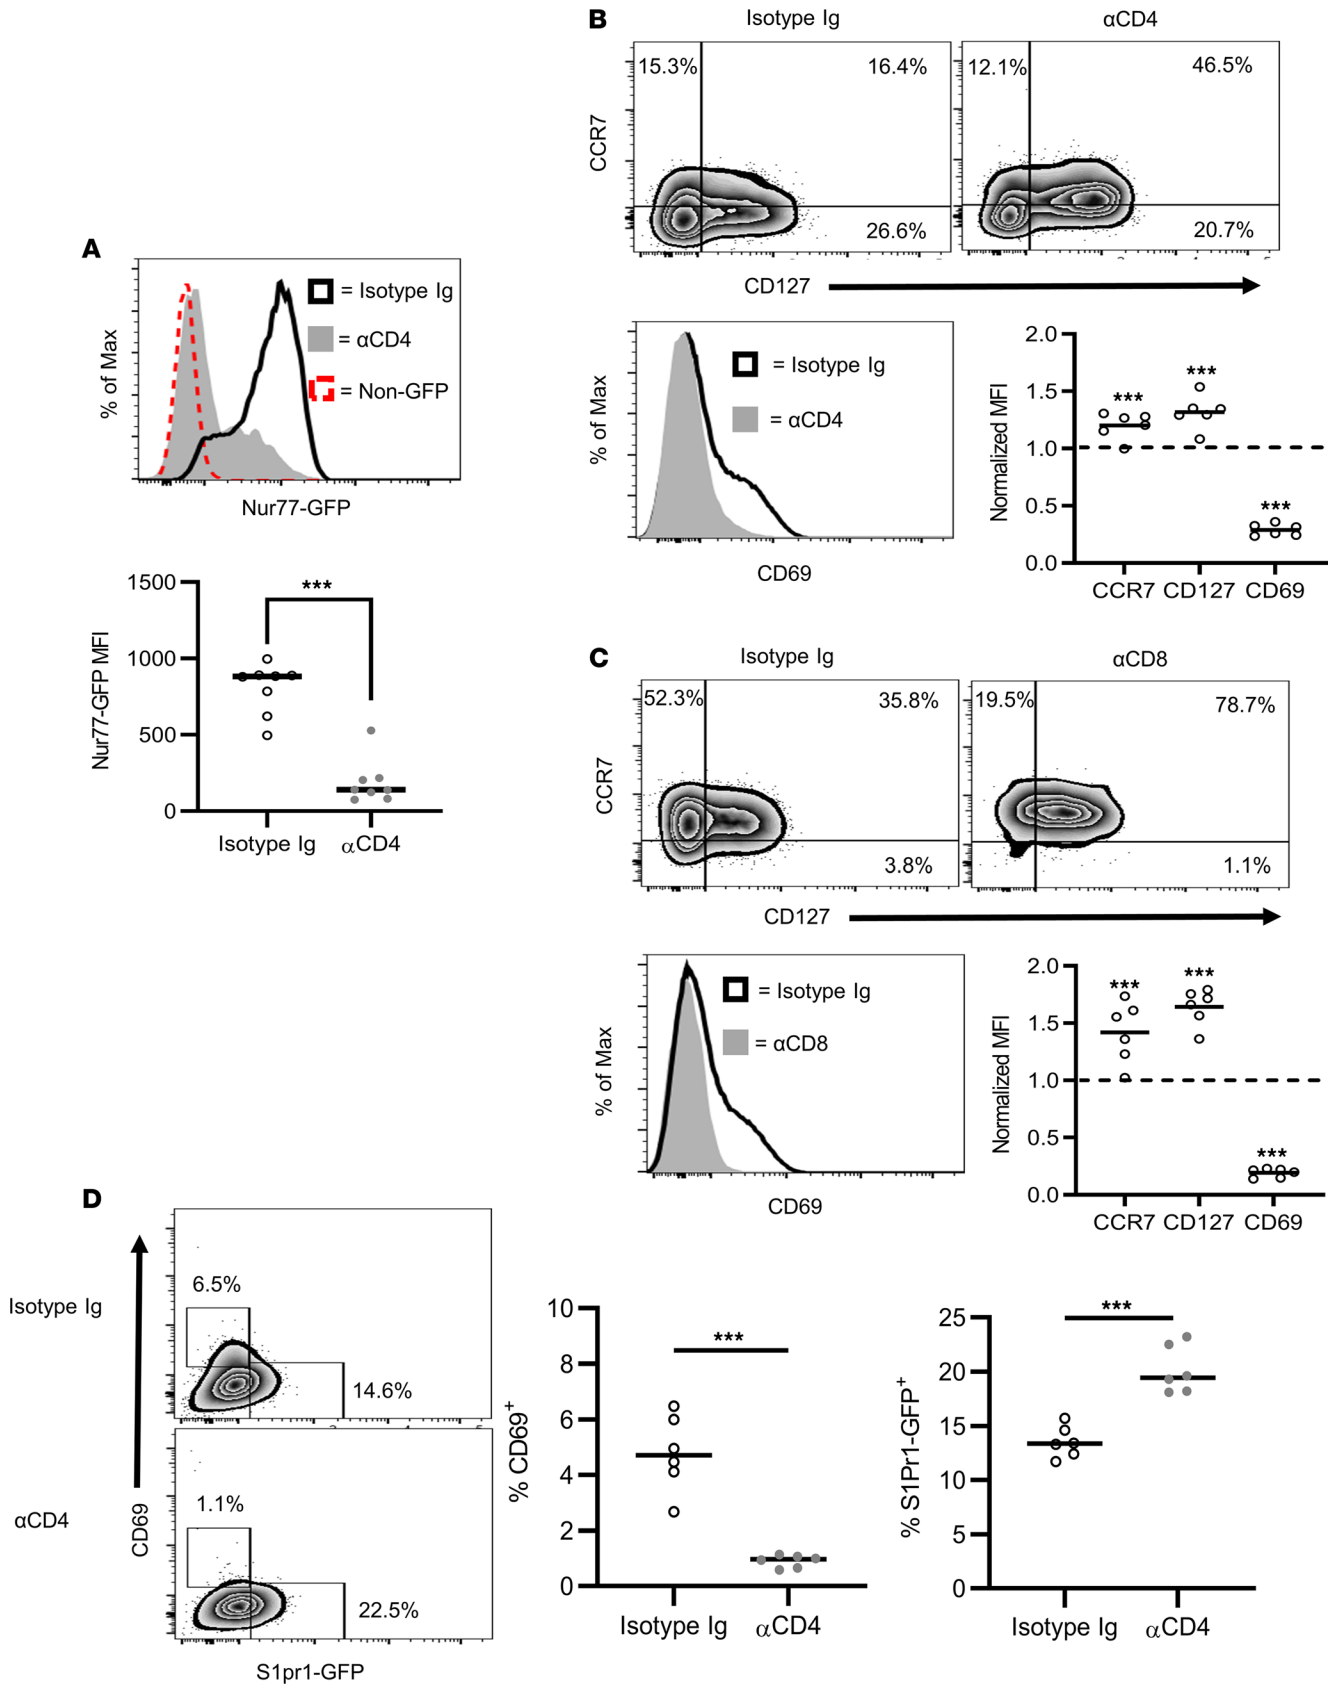 A
= Isotype Ig
= αCD4
= Non-GFP
% of Max
Nur77-GFP
***
1500
1000
500
0
Nur77-GFP MFI
Isotype Ig
αCD4
B
Isotype Ig
αCD4
15.3%
16.4%
26.6%
12.1%
46.5%
20.7%
CCR7
CD127
= Isotype Ig
= αCD4
% of Max
CD69
2.0
1.5
1.0
0.5
0.0
Normalized MFI
***
***
***
CCR7
CD127
CD69
C
Isotype Ig
αCD8
52.3%
35.8%
3.8%
19.5%
78.7%
1.1%
CCR7
CD127
= Isotype Ig
= αCD8
% of Max
CD69
2.0
1.5
1.0
0.5
0.0
Normalized MFI
***
***
***
CCR7
CD127
CD69
D
Isotype Ig
6.5%
14.6%
αCD4
1.1%
22.5%
CD69
S1pr1-GFP
10
8
6
4
2
0
% CD69+
***
Isotype Ig
αCD4
25
20
15
10
5
0
% S1Pr1-GFP+
***
Isotype Ig
αCD4